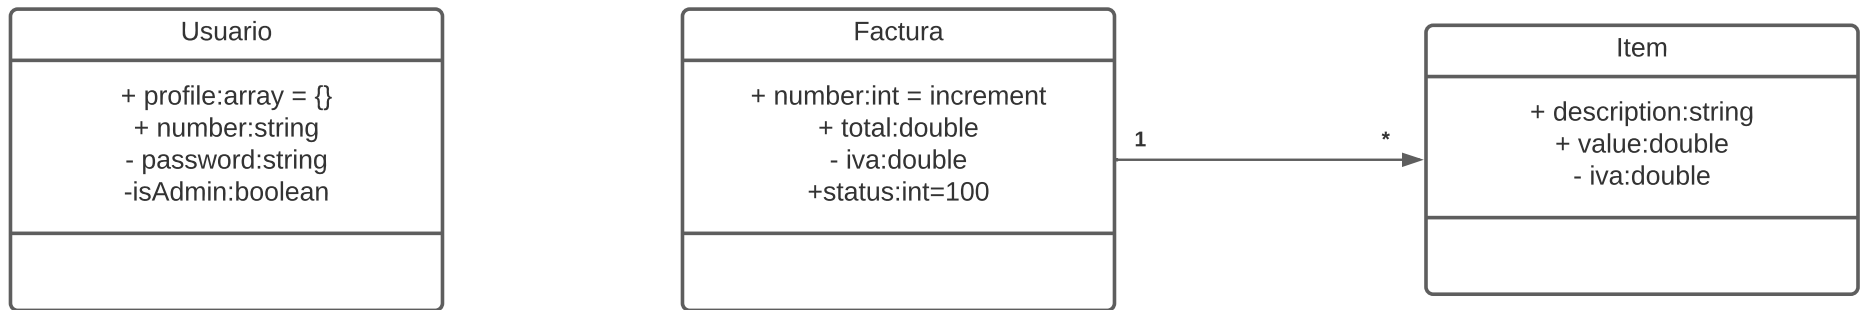 Usuario
+ profile:array = {}
+ number:string
- password:string
-isAdmin:boolean
Factura
+ number:int = increment
+ total:double
- iva:double
+status:int=100
1
*
Item
+ description:string
+ value:double
- iva:double